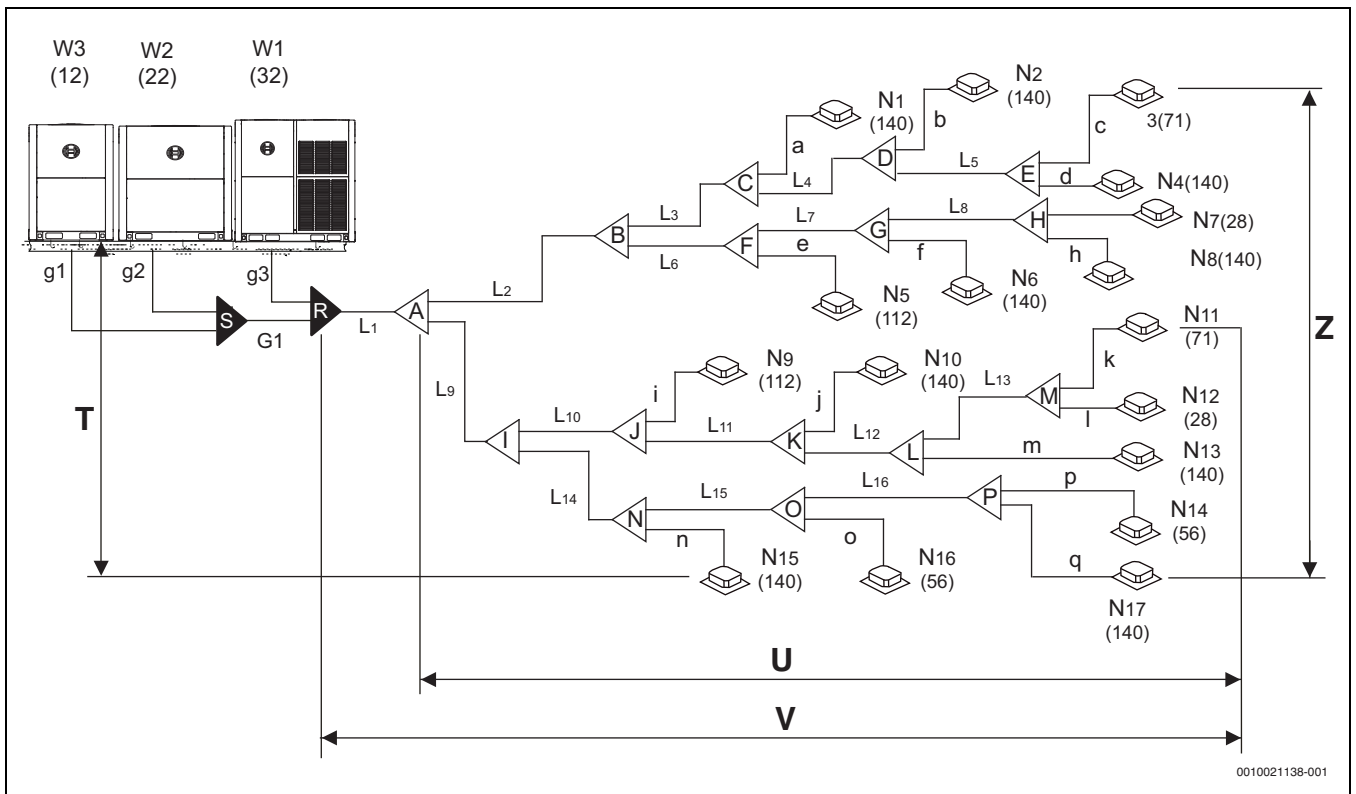 W3
(12)
W2
(22)
W1
(32)
N1
(140)
N2
(140)
3(71)
N4(140)
N7(28)
N8(140)
N5
(112)
N6
(140)
N9
(112)
N10
(140)
N11
(71)
N12
(28)
N13
(140)
N14
(56)
N15
(140)
N16
(56)
N17
(140)
a
b
c
d
e
f
h
i
j
k
l
m
n
o
p
q
g1
g2
g3
G1
S
R
A
B
C
D
E
F
G
H
I
J
K
L
M
N
O
P
L1
L2
L3
L4
L5
L6
L7
L8
L9
L10
L11
L12
L13
L14
L15
L16
T
U
V
Z
0010021138-001